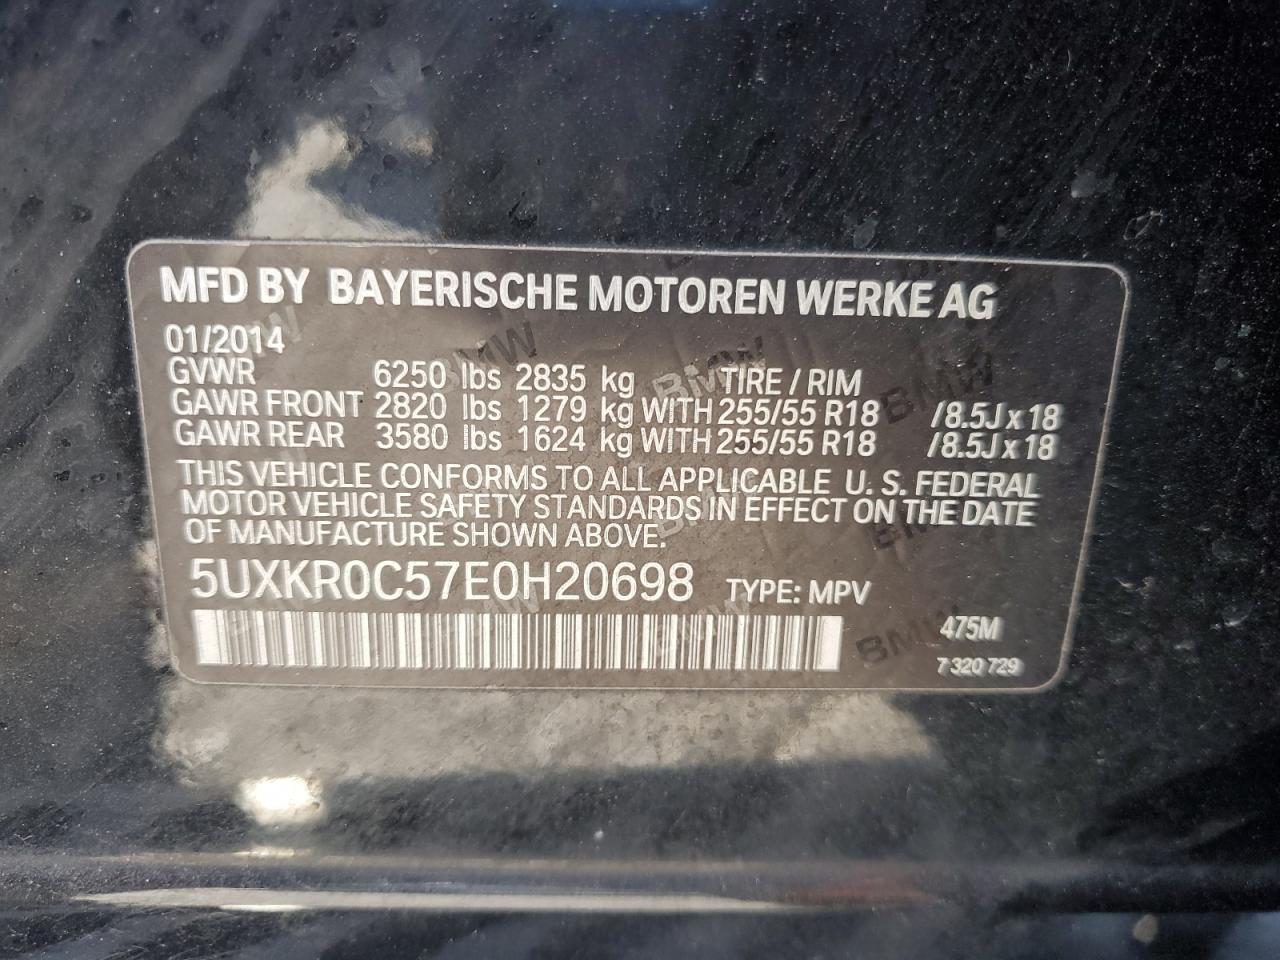 MFD BY BAYERISCHE MOTOREN WERKE AG
01/2014
GVWR 6250 lbs 2835 kg TIRE / RIM
GAWR FRONT 2820 lbs 1279 kg WITH 255/55 R18 /8.5J x 18
GAWR REAR 3580 lbs 1624 kg WITH 255/55 R18 /8.5J x 18
THIS VEHICLE CONFORMS TO ALL APPLICABLE U. S. FEDERAL
MOTOR VEHICLE SAFETY STANDARDS IN EFFECT ON THE DATE
OF MANUFACTURE SHOWN ABOVE.
5UXKR0C57E0H20698 TYPE: MPV
475M
7 320 729